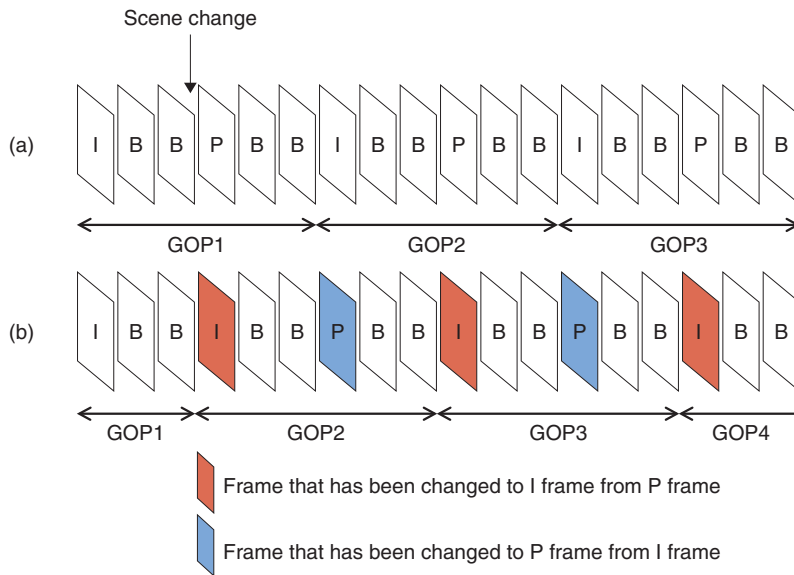 Scene change
(a)
I B B P B B I B B P B B I B B P B B
GOP1 GOP2 GOP3
(b)
I B B I B B P B B I B B P B B I B B
GOP1 GOP2 GOP3 GOP4
Frame that has been changed to I frame from P frame
Frame that has been changed to P frame from I frame